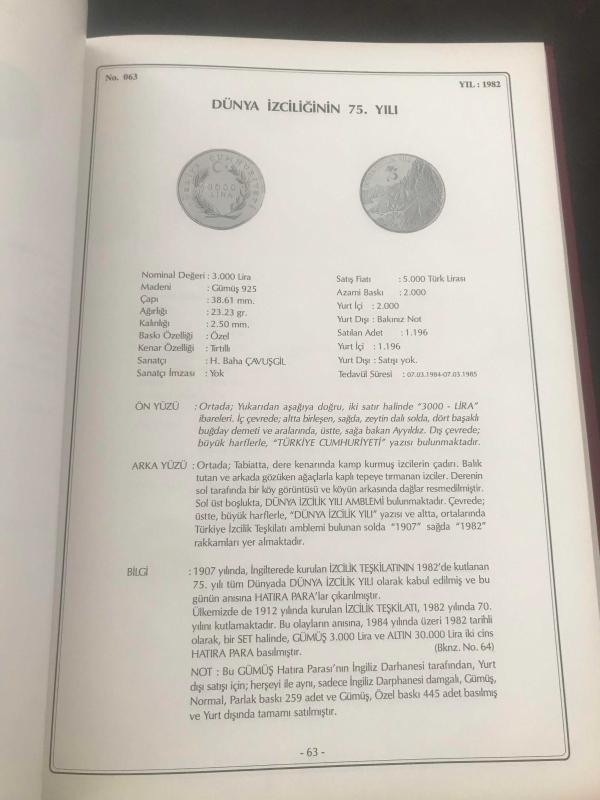 No. 063
YIL : 1982
DÜNYA İZCİLİĞİNİN 75. YILI
TÜRKİYE CUMHURİYETİ
3000
LİRA
Nominal Değeri : 3.000 Lira
Madeni : Gümüş 925
Çapı : 38.61 mm.
Ağırlığı : 23.23 gr.
Kalınlığı : 2.50 mm.
Baskı Özelliği : Özel
Kenar Özelliği : Tırtıllı
Sanatçı : H. Baha ÇAVUŞGİL
Sanatçı İmzası : Yok
Satış Fiatı : 5.000 Türk Lirası
Azami Baskı : 2.000
Yurt İçi : 2.000
Yurt Dışı : Bakınız Not
Satılan Adet : 1.196
Yurt İçi : 1.196
Yurt Dışı : Satışı yok.
Tedavül Süresi : 07.03.1984-07.03.1985
ÖN YÜZÜ : Ortada; Yukarıdan aşağıya doğru, iki satır halinde "3000 - LİRA"
ibareleri. İç çevrede; altta birleşen, sağda, zeytin dalı solda, dört başaklı
buğday demeti ve aralarında, üstte, sağa bakan Ayyıldız. Dış çevrede;
büyük harflerle, "TÜRKİYE CUMHURİYETİ" yazısı bulunmaktadır.
ARKA YÜZÜ : Ortada; Tabiatta, dere kenarında kamp kurmuş izcilerin çadırı. Balık
tutan ve arkada gözüken ağaçlarla kaplı tepeye tırmanan izciler. Derenin
sol tarafında bir köy görüntüsü ve köyün arkasında dağlar resmedilmiştir.
Sol üst boşlukta, DÜNYA İZCİLİK YILI AMBLEMİ bulunmaktadır. Çevrede;
üstte, büyük harflerle, "DÜNYA İZCİLİK YILI" yazısı ve altta, ortalarında
Türkiye İzcilik Teşkilatı amblemi bulunan solda "1907" sağda "1982"
rakkamları yer almaktadır.
BİLGİ : 1907 yılında, İngilterede kurulan İZCİLİK TEŞKİLATININ 1982'de kutlanan
75. yılı tüm Dünyada DÜNYA İZCİLİK YILI olarak kabul edilmiş ve bu
günün anısına HATIRA PARA'lar çıkarılmıştır.
Ülkemizde de 1912 yılında kurulan İZCİLİK TEŞKİLATI, 1982 yılında 70.
yılını kutlamaktadır. Bu olayların anısına, 1984 yılında üzeri 1982 tarihli
olarak, bir SET halinde, GÜMÜŞ 3.000 Lira ve ALTIN 30.000 Lira iki cins
HATIRA PARA basılmıştır. (Bknz. No. 64)
NOT : Bu GÜMÜŞ Hatıra Parası'nın İngiliz Darhanesi tarafından, Yurt
dışı satışı için; herşeyi ile aynı, sadece İngiliz Darphanesi damgalı, Gümüş,
Normal, Parlak baskı 259 adet ve Gümüş, Özel baskı 445 adet basılmış
ve Yurt dışında tamamı satılmıştır.
- 63 -